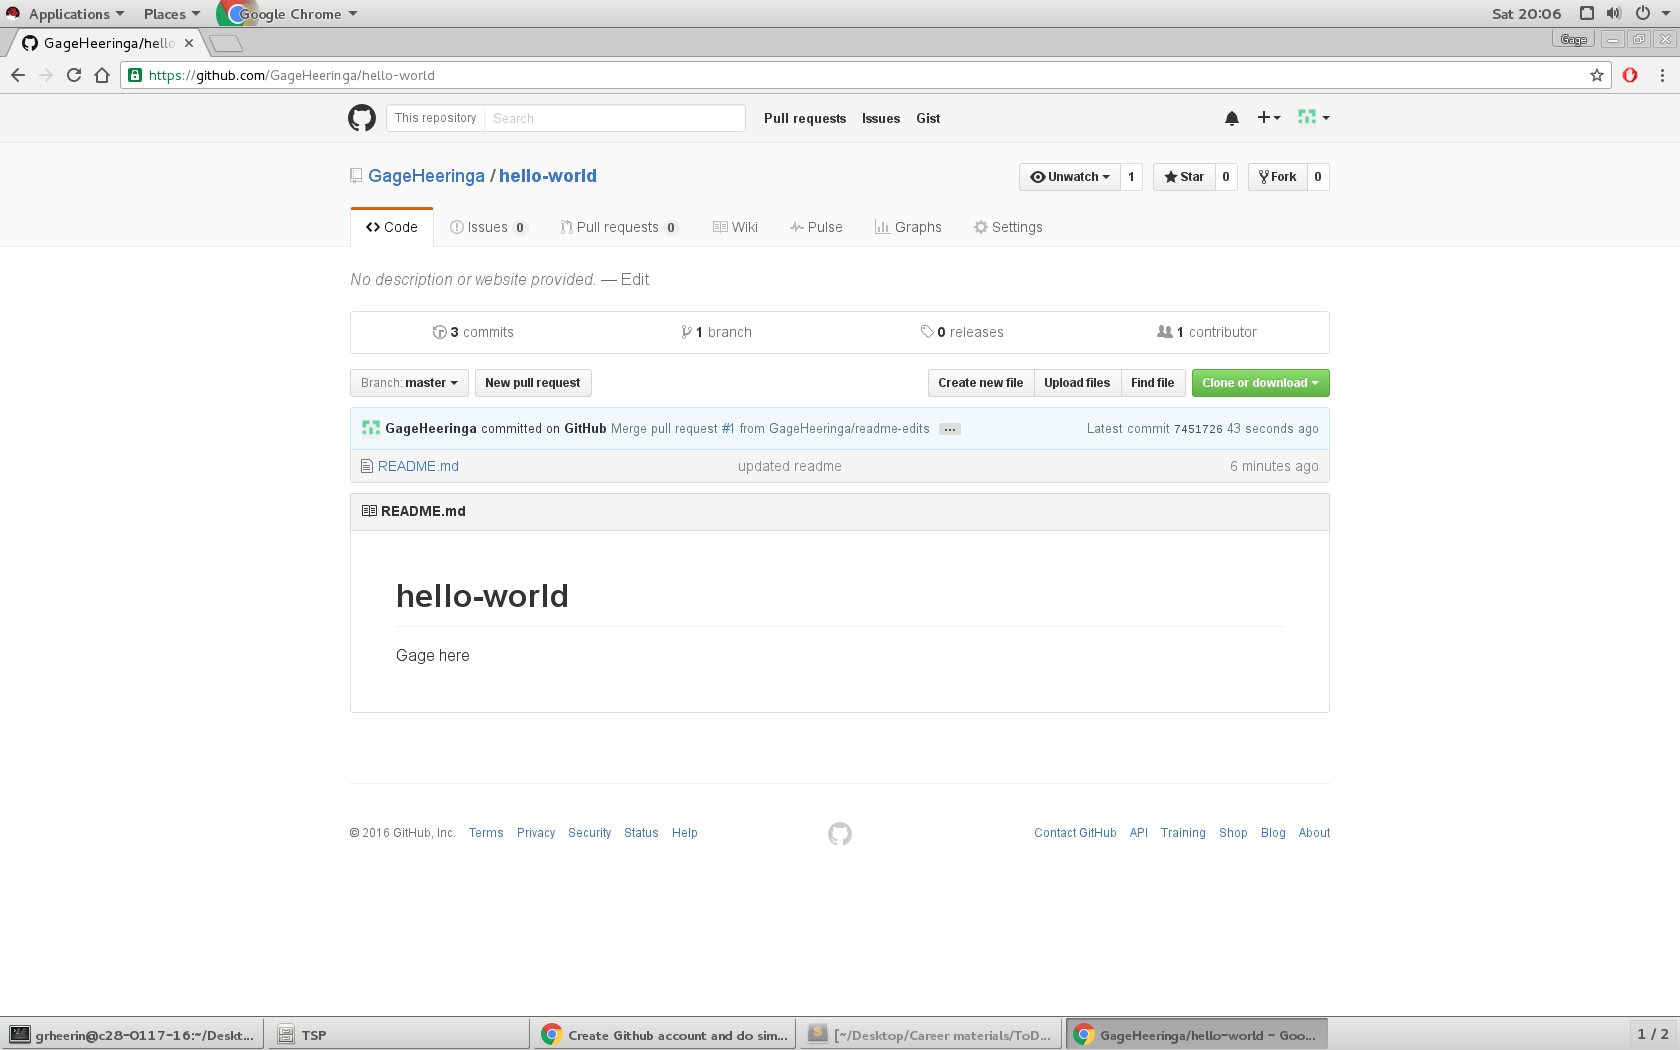 Applications Places Google Chrome Sat 20:06
GageHeeringa/hello Gage
https://github.com/GageHeeringa/hello-world
This repository Search Pull requests Issues Gist
GageHeeringa / hello-world Unwatch 1 Star 0 Fork 0
Code Issues 0 Pull requests 0 Wiki Pulse Graphs Settings
No description or website provided. — Edit
3 commits 1 branch 0 releases 1 contributor
Branch: master New pull request Create new file Upload files Find file Clone or download
GageHeeringa committed on GitHub Merge pull request #1 from GageHeeringa/readme-edits ... Latest commit 7451726 43 seconds ago
README.md updated readme 6 minutes ago
README.md
hello-world
Gage here
© 2016 GitHub, Inc. Terms Privacy Security Status Help Contact GitHub API Training Shop Blog About
grheerin@c28-0117-16:~/Deskt... TSP Create Github account and do sim... [~/Desktop/Career materials/ToD... GageHeeringa/hello-world - Goo... 1 / 2